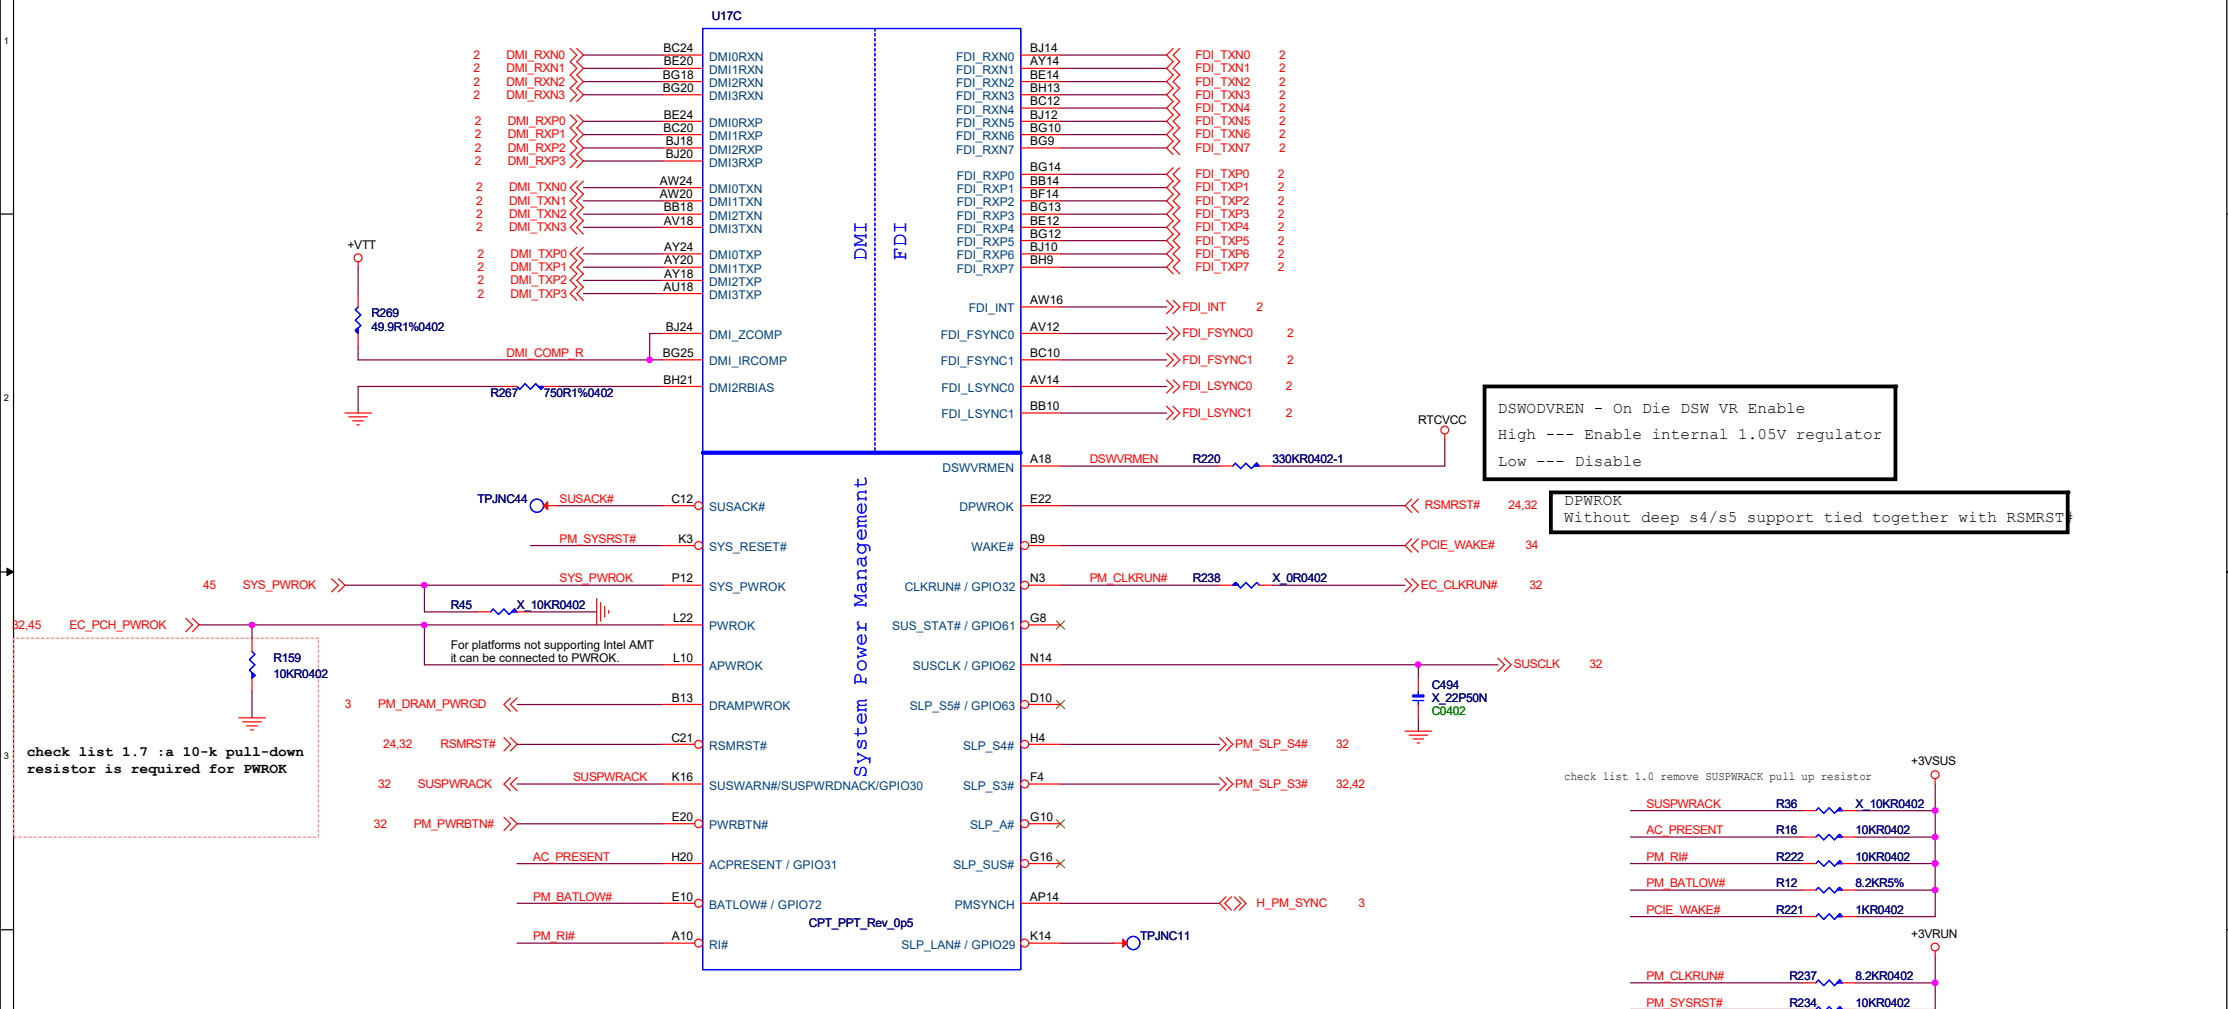 U17C
1
2
3
2 DMI_RXN0 BC24 DMI0RXN
2 DMI_RXN1 BE20 DMI1RXN
2 DMI_RXN2 BG18 DMI2RXN
2 DMI_RXN3 BG20 DMI3RXN
2 DMI_RXP0 BE24 DMI0RXP
2 DMI_RXP1 BC20 DMI1RXP
2 DMI_RXP2 BJ18 DMI2RXP
2 DMI_RXP3 BJ20 DMI3RXP
2 DMI_TXN0 AW24 DMI0TXN
2 DMI_TXN1 AW20 DMI1TXN
2 DMI_TXN2 BB18 DMI2TXN
2 DMI_TXN3 AV18 DMI3TXN
2 DMI_TXP0 AY24 DMI0TXP
2 DMI_TXP1 AY20 DMI1TXP
2 DMI_TXP2 AY18 DMI2TXP
2 DMI_TXP3 AU18 DMI3TXP
+VTT
R269
49.9R1%0402
BJ24 DMI_ZCOMP
DMI_COMP_R BG25 DMI_IRCOMP
R267 750R1%0402 BH21 DMI2RBIAS
DMI
FDI
FDI_RXN0 BJ14 FDI_TXN0 2
FDI_RXN1 AY14 FDI_TXN1 2
FDI_RXN2 BE14 FDI_TXN2 2
FDI_RXN3 BH13 FDI_TXN3 2
FDI_RXN4 BC12 FDI_TXN4 2
FDI_RXN5 BJ12 FDI_TXN5 2
FDI_RXN6 BG10 FDI_TXN6 2
FDI_RXN7 BG9 FDI_TXN7 2
FDI_RXP0 BG14 FDI_TXP0 2
FDI_RXP1 BB14 FDI_TXP1 2
FDI_RXP2 BF14 FDI_TXP2 2
FDI_RXP3 BG13 FDI_TXP3 2
FDI_RXP4 BE12 FDI_TXP4 2
FDI_RXP5 BG12 FDI_TXP5 2
FDI_RXP6 BJ10 FDI_TXP6 2
FDI_RXP7 BH9 FDI_TXP7 2
FDI_INT AW16 FDI_INT 2
FDI_FSYNC0 AV12 FDI_FSYNC0 2
FDI_FSYNC1 BC10 FDI_FSYNC1 2
FDI_LSYNC0 AV14 FDI_LSYNC0 2
FDI_LSYNC1 BB10 FDI_LSYNC1 2
RTCVCC
DSWODVREN - On Die DSW VR Enable
High --- Enable internal 1.05V regulator
Low --- Disable
DPWROK
Without deep s4/s5 support tied together with RSMRST#
System Power Management
TPJNC44 SUSACK# C12 SUSACK#
PM_SYSRST# K3 SYS_RESET#
45 SYS_PWROK SYS_PWROK P12 SYS_PWROK
R45 X_10KR0402
32,45 EC_PCH_PWROK L22 PWROK
R159
10KR0402
For platforms not supporting Intel AMT
it can be connected to PWROK.
L10 APWROK
3 PM_DRAM_PWRGD B13 DRAMPWROK
24,32 RSMRST# C21 RSMRST#
check list 1.7 :a 10-k pull-down
resistor is required for PWROK
32 SUSPWRACK SUSPWRACK K16 SUSWARN#/SUSPWRDNACK/GPIO30
32 PM_PWRBTN# E20 PWRBTN#
AC_PRESENT H20 ACPRESENT / GPIO31
PM_BATLOW# E10 BATLOW# / GPIO72
CPT_PPT_Rev_0p5
PM_RI# A10 RI#
DSWVRMEN A18 DSWVRMEN R220 330KR0402-1
DPWROK E22 RSMRST# 24,32
WAKE# B9 PCIE_WAKE# 34
CLKRUN# / GPIO32 N3 PM_CLKRUN# R238 X_0R0402 EC_CLKRUN# 32
SUS_STAT# / GPIO61 G8
SUSCLK / GPIO62 N14 SUSCLK 32
C494
X_22P50N
C0402
SLP_S5# / GPIO63 D10
SLP_S4# H4 PM_SLP_S4# 32
SLP_S3# F4 PM_SLP_S3# 32,42
SLP_A# G10
SLP_SUS# G16
PMSYNCH AP14 H_PM_SYNC 3
SLP_LAN# / GPIO29 K14 TPJNC11
check list 1.0 remove SUSPWRACK pull up resistor
+3VSUS
SUSPWRACK R36 X_10KR0402
AC_PRESENT R16 10KR0402
PM_RI# R222 10KR0402
PM_BATLOW# R12 8.2KR5%
PCIE_WAKE# R221 1KR0402
+3VRUN
PM_CLKRUN# R237 8.2KR0402
PM_SYSRST# R234 10KR0402